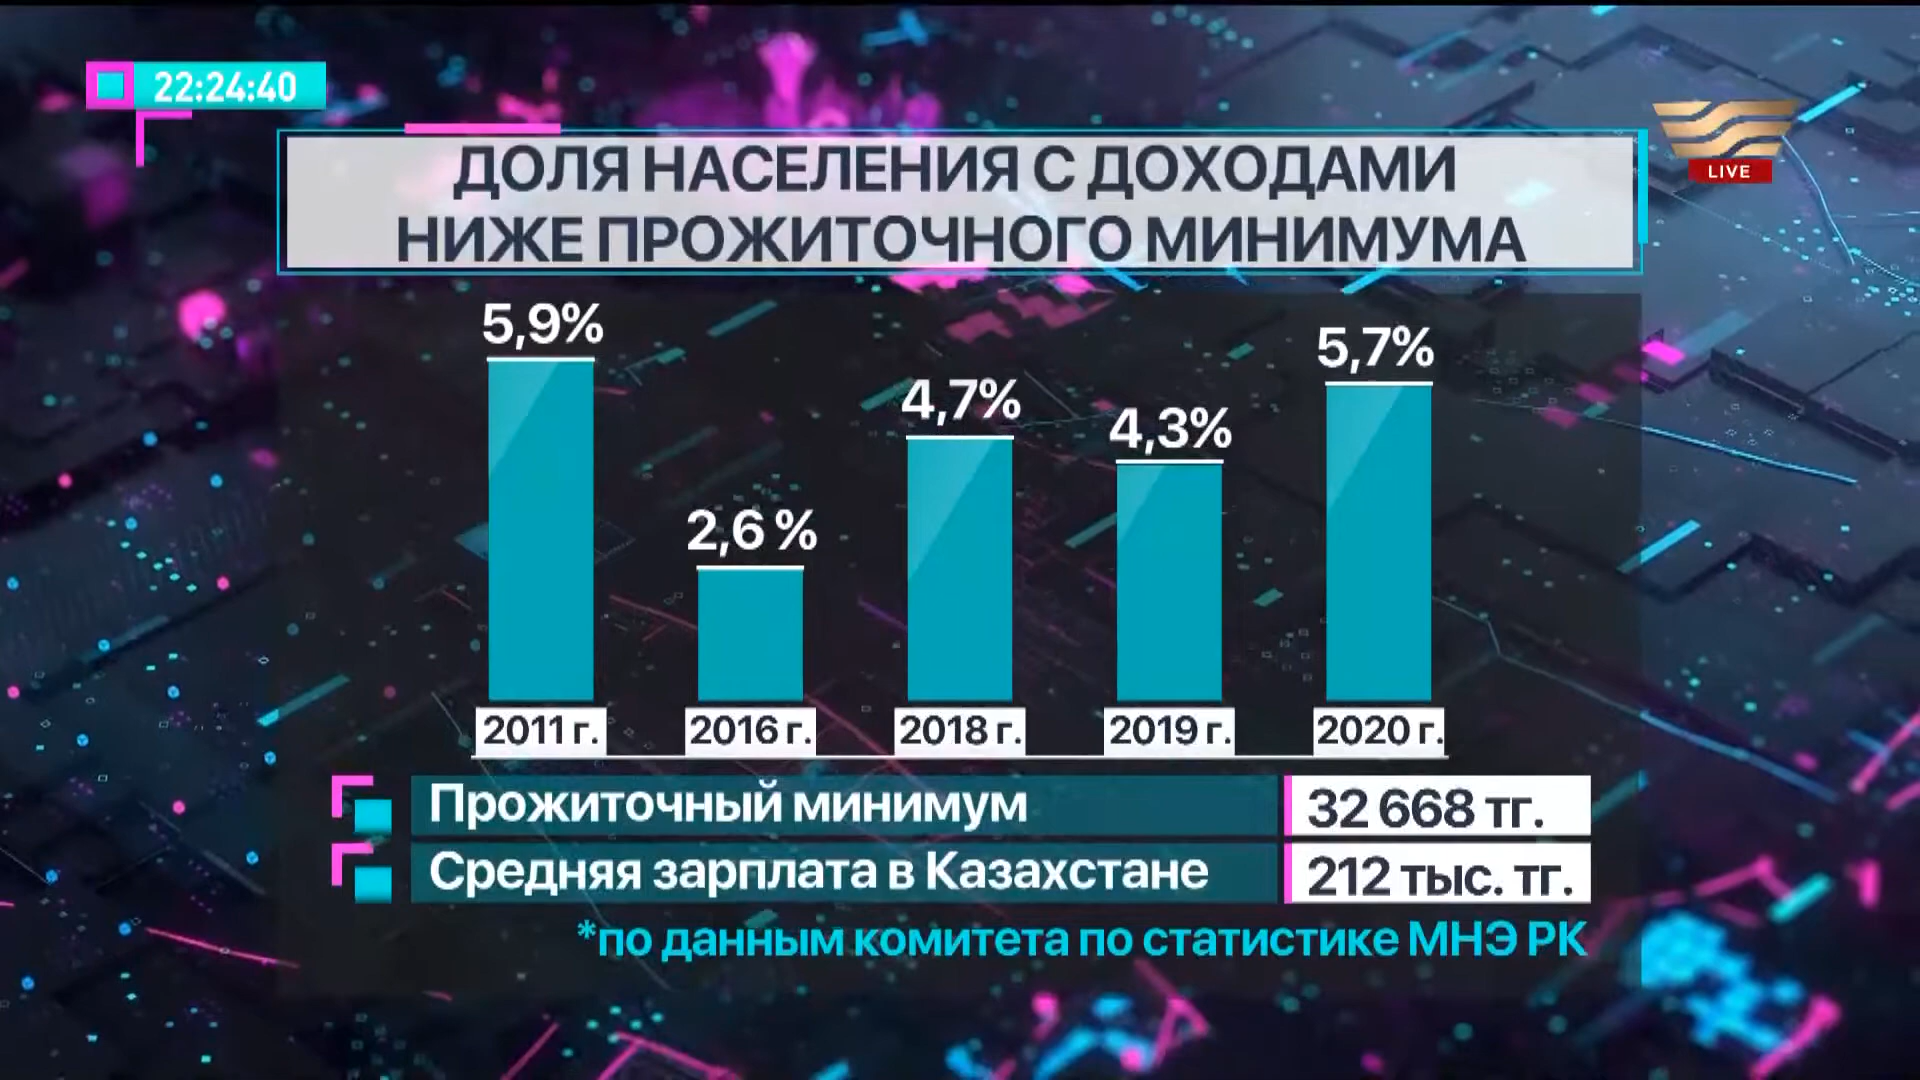 22:24:40
LIVE
ДОЛЯ НАСЕЛЕНИЯ С ДОХОДАМИ
НИЖЕ ПРОЖИТОЧНОГО МИНИМУМА
5,9%
2,6 %
4,7%
4,3%
5,7%
2011 г.
2016 г.
2018 г.
2019 г.
2020 г.
Прожиточный минимум 32 668 тг.
Средняя зарплата в Казахстане 212 тыс. тг.
*по данным комитета по статистике МНЭ РК